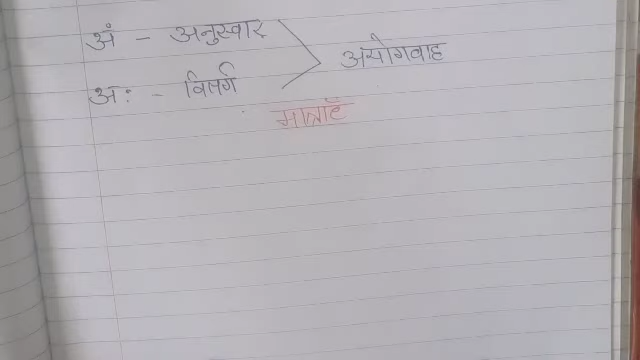 अं - अनुस्वार
अयोगवाह
अः - विसर्ग
मात्राएँ